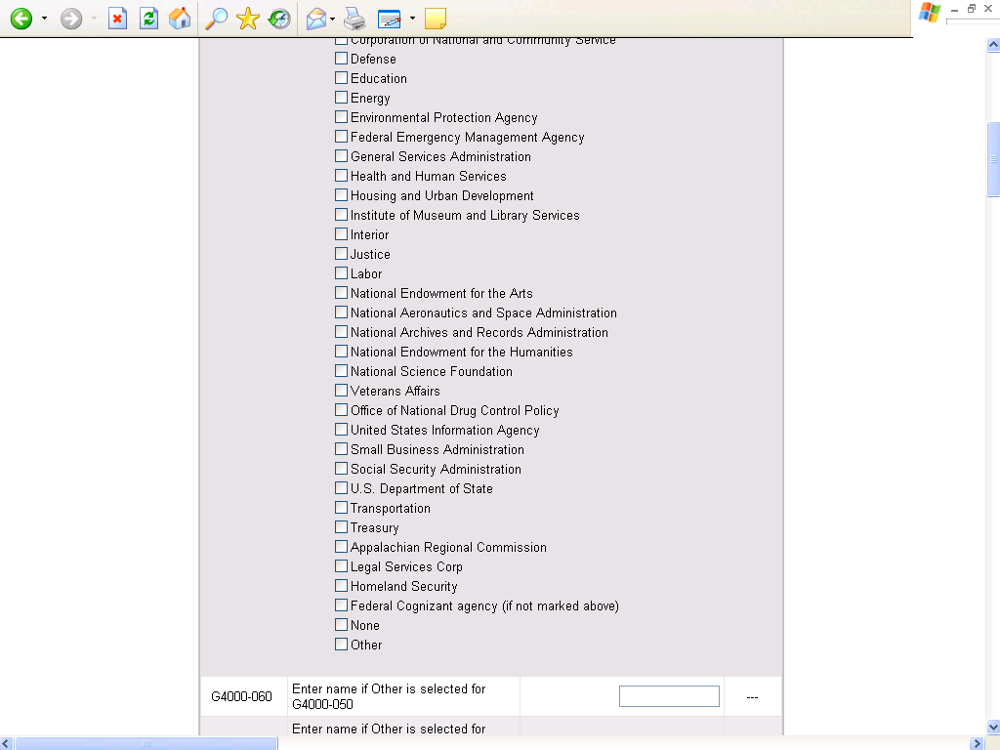 Corporation of National and Community Service
Defense
Education
Energy
Environmental Protection Agency
Federal Emergency Management Agency
General Services Administration
Health and Human Services
Housing and Urban Development
Institute of Museum and Library Services
Interior
Justice
Labor
National Endowment for the Arts
National Aeronautics and Space Administration
National Archives and Records Administration
National Endowment for the Humanities
National Science Foundation
Veterans Affairs
Office of National Drug Control Policy
United States Information Agency
Small Business Administration
Social Security Administration
U.S. Department of State
Transportation
Treasury
Appalachian Regional Commission
Legal Services Corp
Homeland Security
Federal Cognizant agency (if not marked above)
None
Other
G4000-060
Enter name if Other is selected for
G4000-050
---
Enter name if Other is selected for